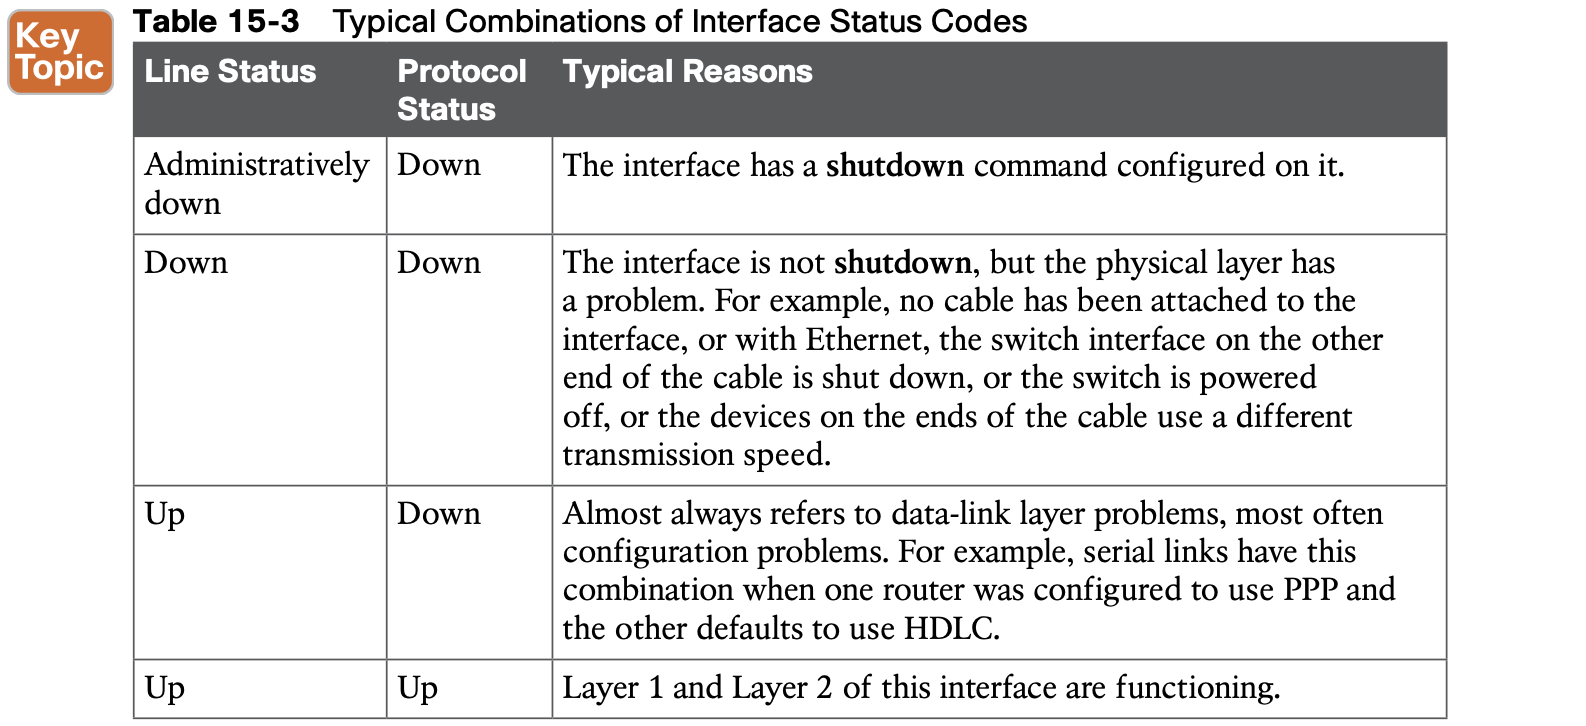 Key
Topic
Table 15-3 Typical Combinations of Interface Status Codes
Line Status
Protocol
Status
Typical Reasons
Administratively
down
Down
The interface has a shutdown command configured on it.
Down
Down
The interface is not shutdown, but the physical layer has
a problem. For example, no cable has been attached to the
interface, or with Ethernet, the switch interface on the other
end of the cable is shut down, or the switch is powered
off, or the devices on the ends of the cable use a different
transmission speed.
Up
Down
Almost always refers to data-link layer problems, most often
configuration problems. For example, serial links have this
combination when one router was configured to use PPP and
the other defaults to use HDLC.
Up
Up
Layer 1 and Layer 2 of this interface are functioning.